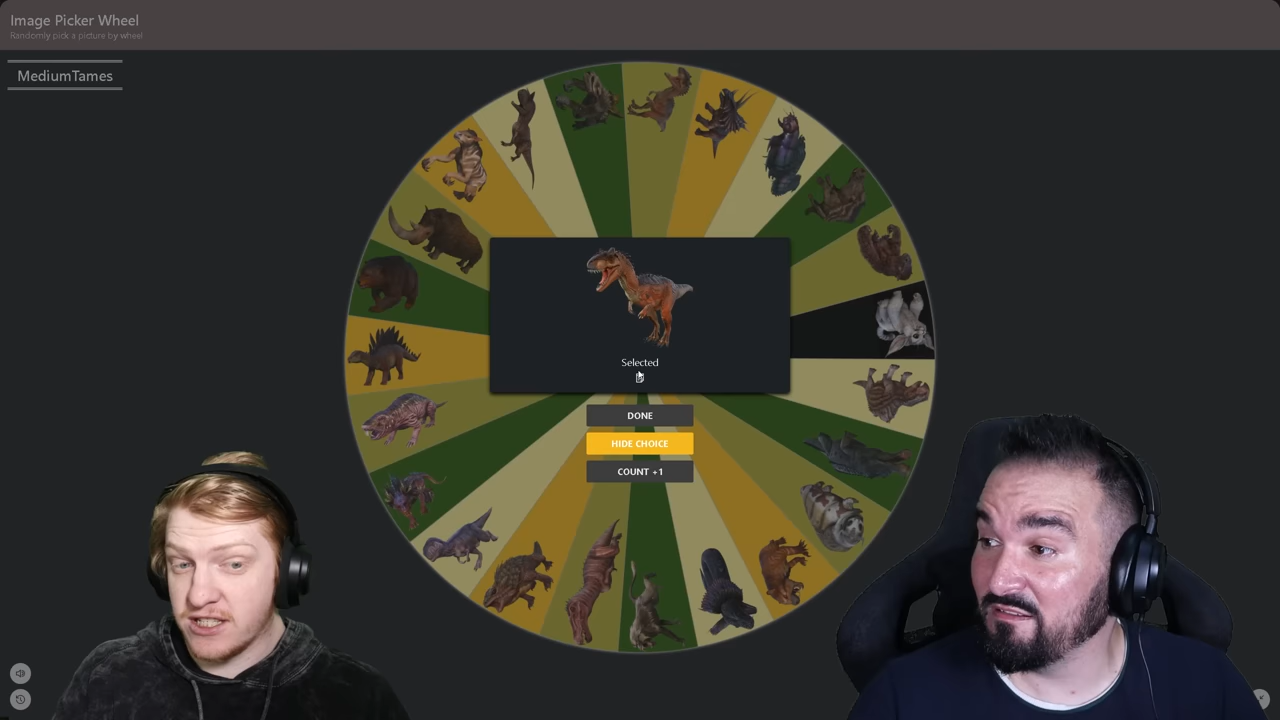 Image Picker Wheel
Randomly pick a picture by wheel
MediumTames
Selected
DONE
HIDE CHOICE
COUNT +1